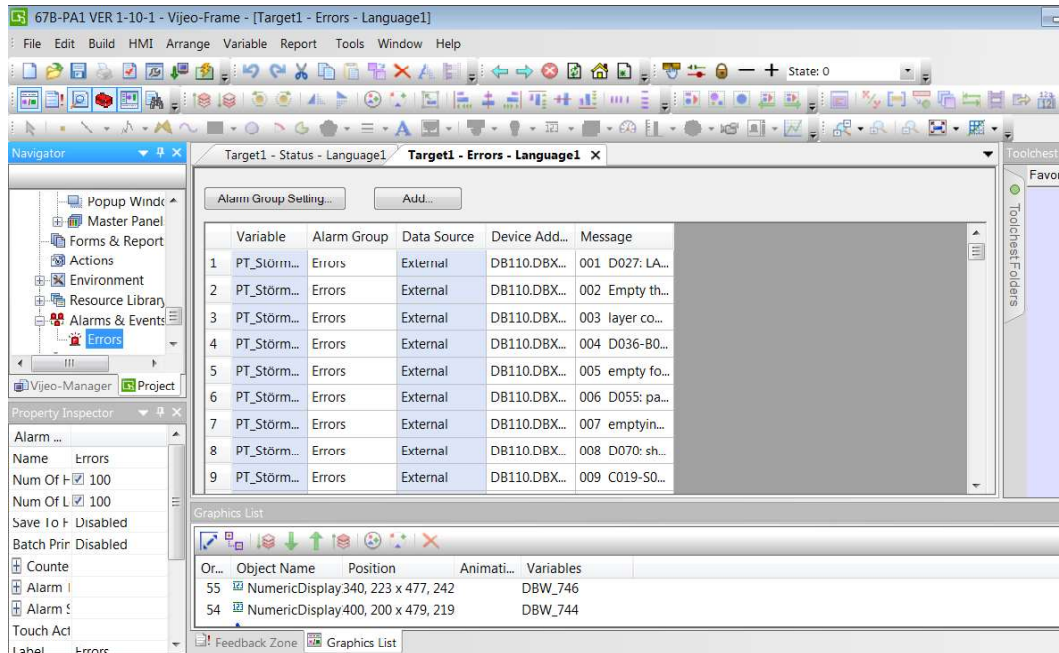 67B-PA1 VER 1-10-1 - Vijeo-Frame - [Target1 - Errors - Language1]
File Edit Build HMI Arrange Variable Report Tools Window Help
State: 0
Navigator
Target1 - Status - Language1
Target1 - Errors - Language1
Toolchest
Popup Windo
Master Panel
Forms & Report
Actions
Environment
Resource Library
Alarms & Events
Errors
Vijeo-Manager Project
Alarm Group Setting... Add...
Variable Alarm Group Data Source Device Add... Message
1 PT_Störm... Errors External DB110.DBX... 001 D027: LA...
2 PT_Störm... Errors External DB110.DBX... 002 Empty th...
3 PT_Störm... Errors External DB110.DBX... 003 layer co...
4 PT_Störm... Errors External DB110.DBX... 004 D036-B0...
5 PT_Störm... Errors External DB110.DBX... 005 empty fo...
6 PT_Störm... Errors External DB110.DBX... 006 D055: pa...
7 PT_Störm... Errors External DB110.DBX... 007 emptyin...
8 PT_Störm... Errors External DB110.DBX... 008 D070: sh...
9 PT_Störm... Errors External DB110.DBX... 009 C019-S0...
Favor
Toolchest Folders
Property Inspector
Alarm ...
Name Errors
Num Of H 100
Num Of L 100
Save To F Disabled
Batch Prin Disabled
Counte
Alarm
Alarm S
Touch Act
Label Errors
Graphics List
Or... Object Name Position Animati... Variables
55 NumericDisplay 340, 223 x 477, 242 DBW_746
54 NumericDisplay 400, 200 x 479, 219 DBW_744
Feedback Zone Graphics List